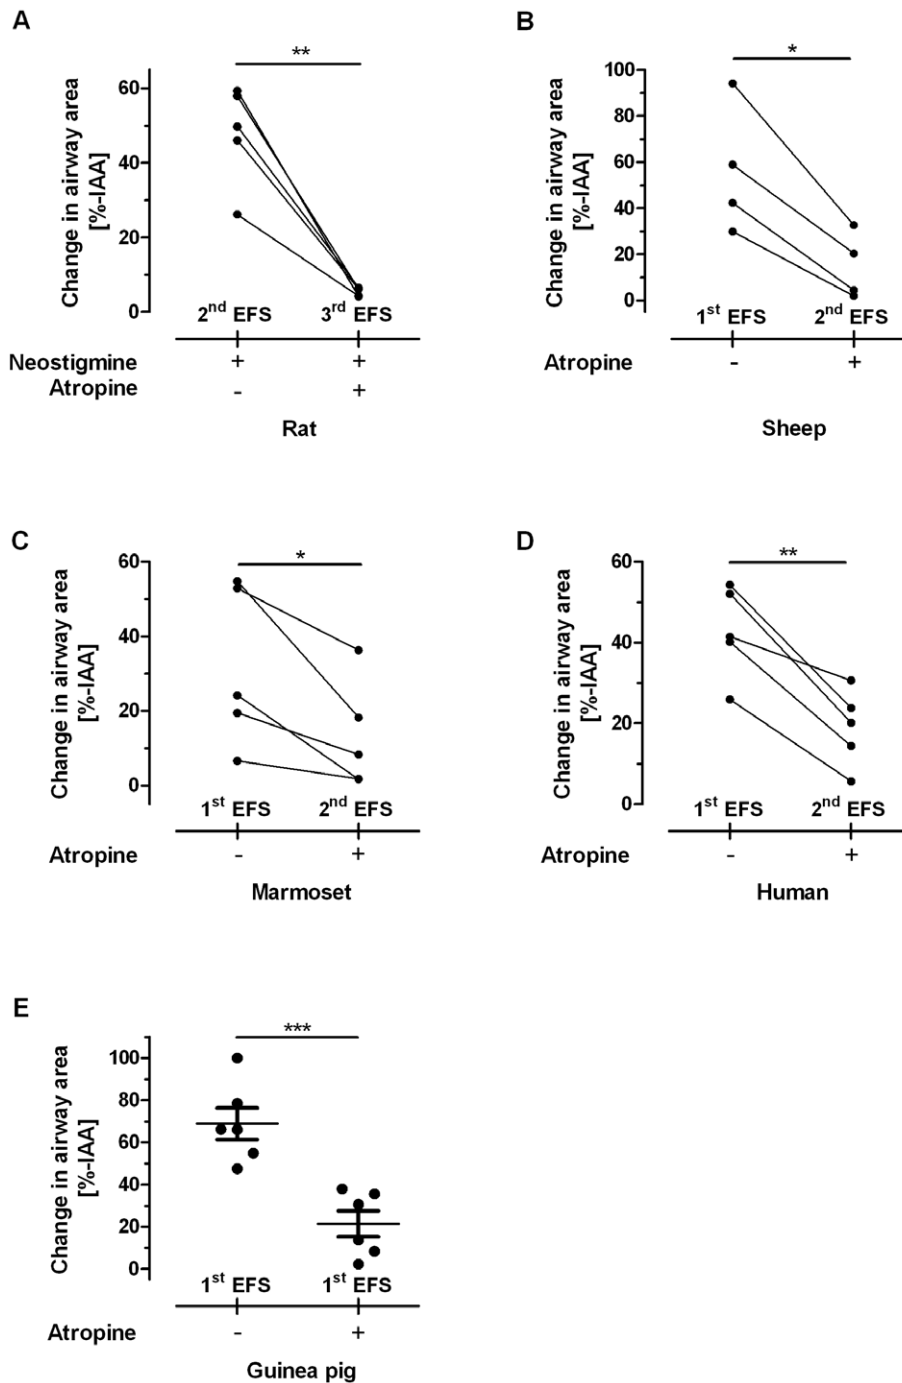 A
Change in airway area
[%-IAA]
60
40
20
0
**
2nd EFS 3rd EFS
Neostigmine + +
Atropine - +
Rat
B
Change in airway area
[%-IAA]
100
80
60
40
20
0
*
1st EFS 2nd EFS
Atropine - +
Sheep
C
Change in airway area
[%-IAA]
60
40
20
0
*
1st EFS 2nd EFS
Atropine - +
Marmoset
D
Change in airway area
[%-IAA]
60
40
20
0
**
1st EFS 2nd EFS
Atropine - +
Human
E
Change in airway area
[%-IAA]
100
80
60
40
20
0
***
1st EFS 1st EFS
Atropine - +
Guinea pig